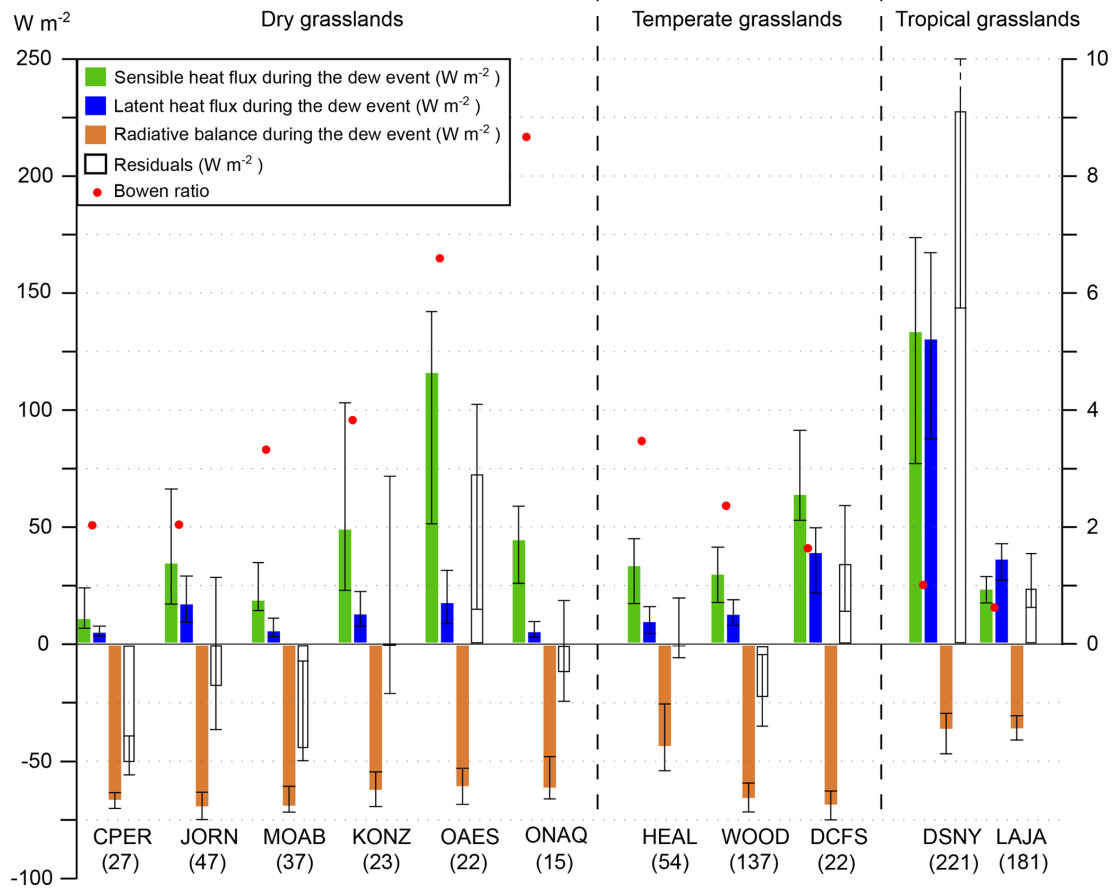 W m-2
Dry grasslands
Temperate grasslands
Tropical grasslands
Sensible heat flux during the dew event (W m-2 )
Latent heat flux during the dew event (W m-2 )
Radiative balance during the dew event (W m-2 )
Residuals (W m-2 )
Bowen ratio
250
200
150
100
50
0
-50
-100
10
8
6
4
2
0
CPER
(27)
JORN
(47)
MOAB
(37)
KONZ
(23)
OAES
(22)
ONAQ
(15)
HEAL
(54)
WOOD
(137)
DCFS
(22)
DSNY
(221)
LAJA
(181)